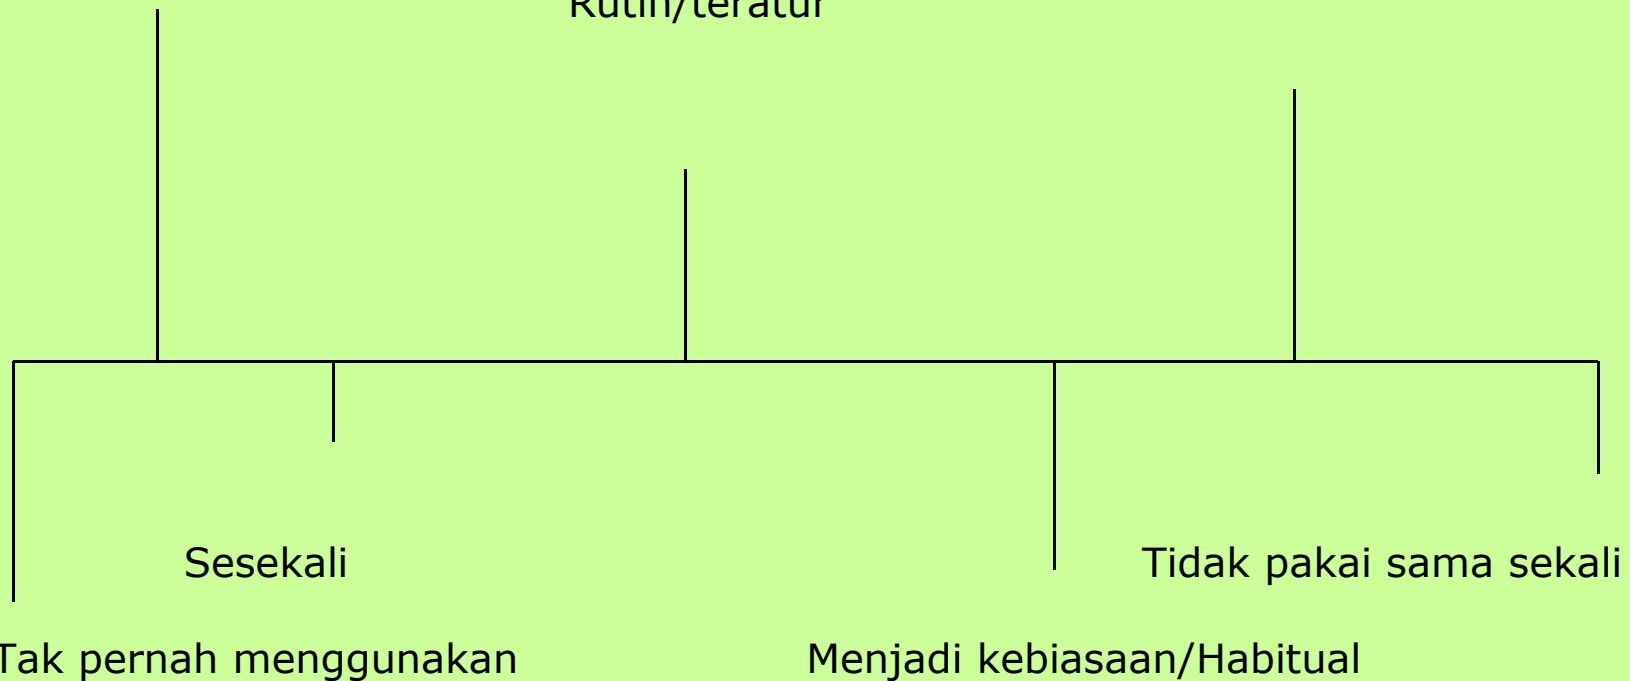 Rutin/teratur
Sesekali
Tidak pakai sama sekali
Tak pernah menggunakan
Menjadi kebiasaan/Habitual